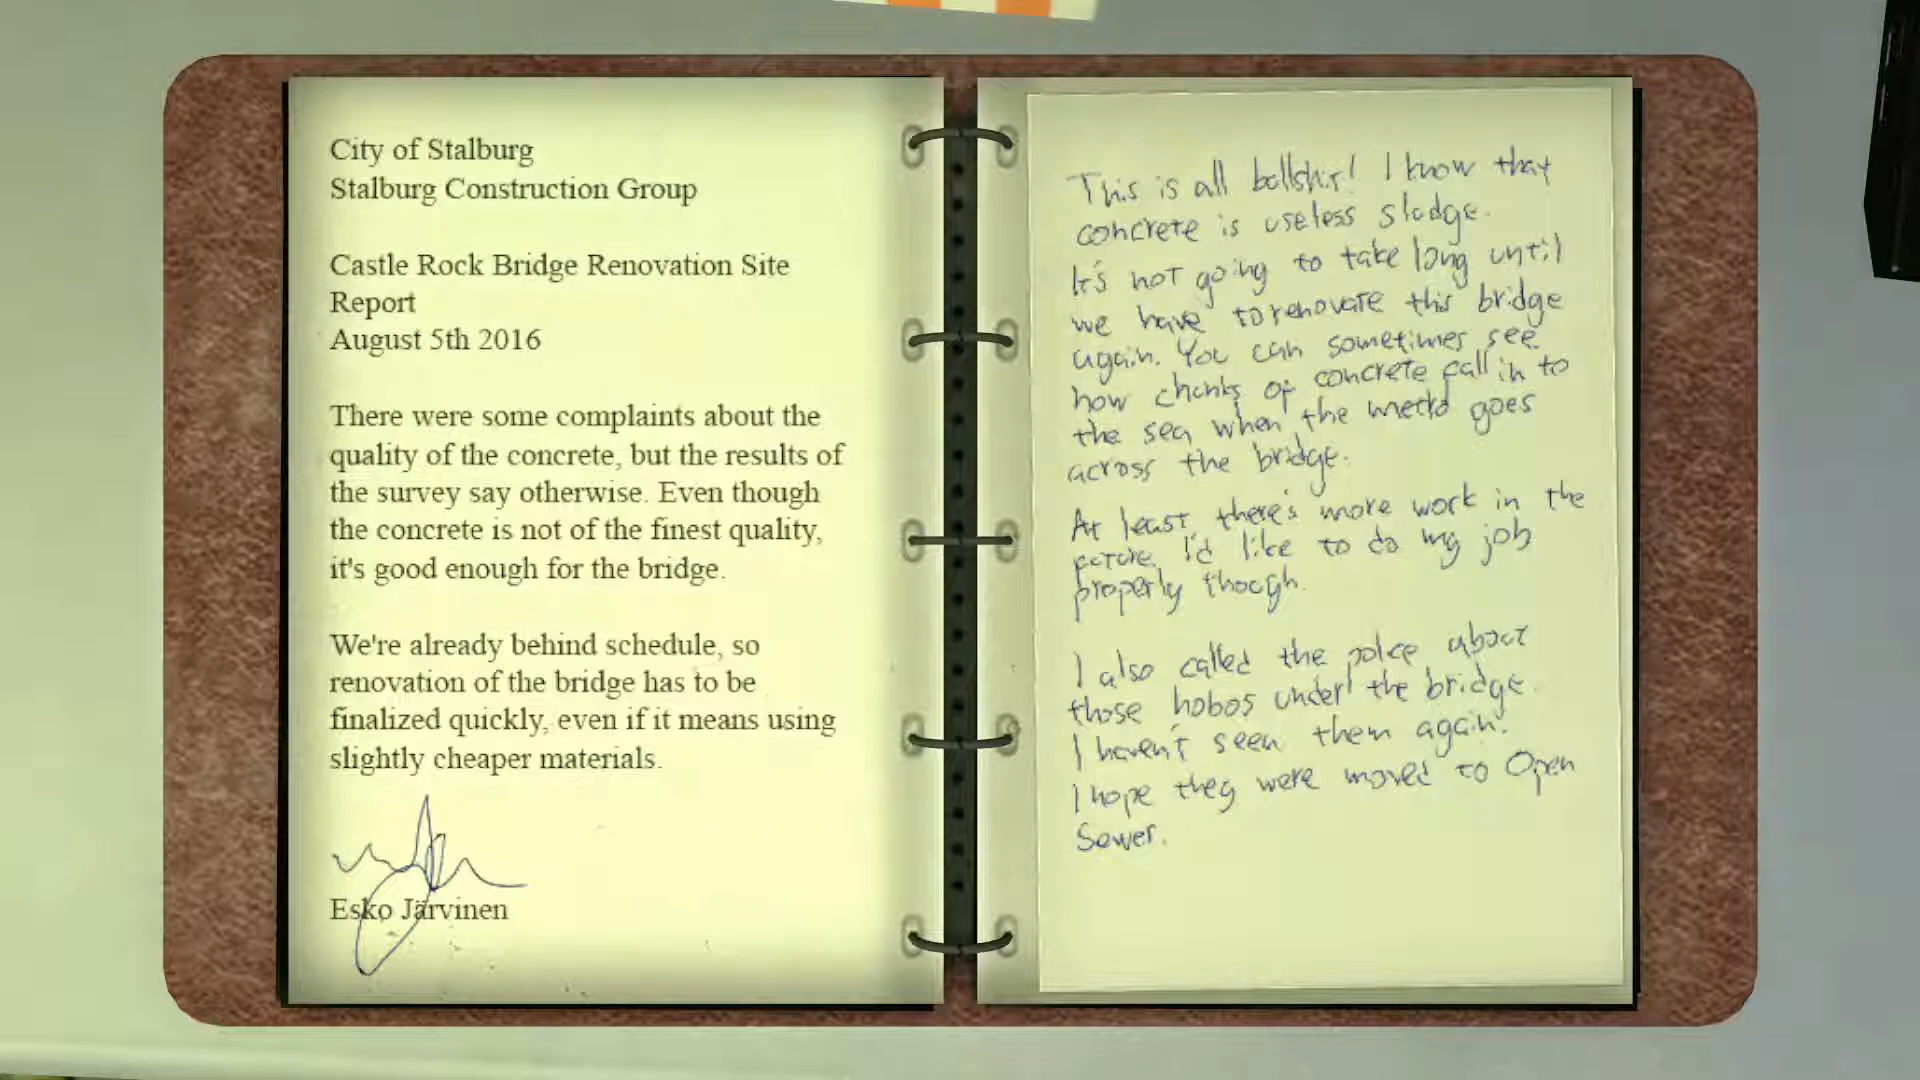 City of Stalburg
Stalburg Construction Group
Castle Rock Bridge Renovation Site
Report
August 5th 2016
There were some complaints about the
quality of the concrete, but the results of
the survey say otherwise. Even though
the concrete is not of the finest quality,
it's good enough for the bridge.
We're already behind schedule, so
renovation of the bridge has to be
finalized quickly, even if it means using
slightly cheaper materials.
Esko Järvinen
This is all bullshit! I know that
concrete is useless sludge.
It's not going to take long until
we have to renovate this bridge
again. You can sometimes see
how chunks of concrete fall in to
the sea when the metro goes
across the bridge.
At least, there's more work in the
future. I'd like to do my job
properly though.
I also called the police about
those hobos under the bridge.
I haven't seen them again.
I hope they were moved to Open
Sewer.